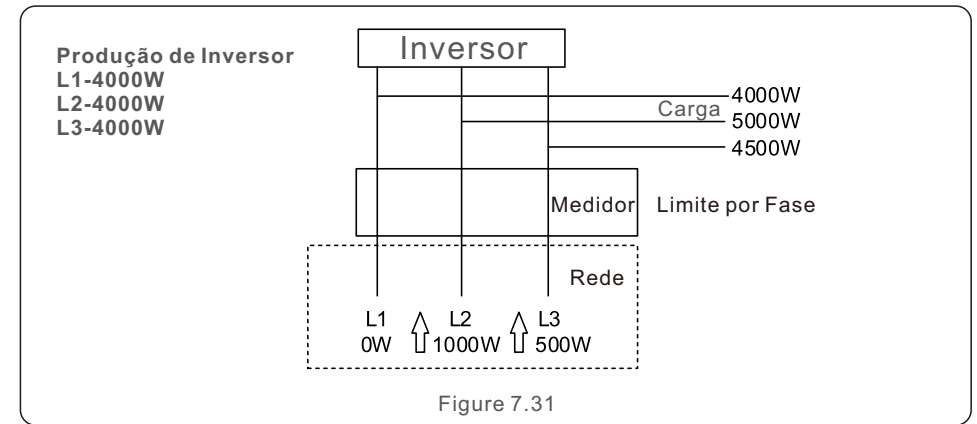 Produção de Inversor
L1-4000W
L2-4000W
L3-4000W
Inversor
4000W
Carga
5000W
4500W
Medidor
Limite por Fase
Rede
L1 L2 L3
0W 1000W 500W
Figure 7.31